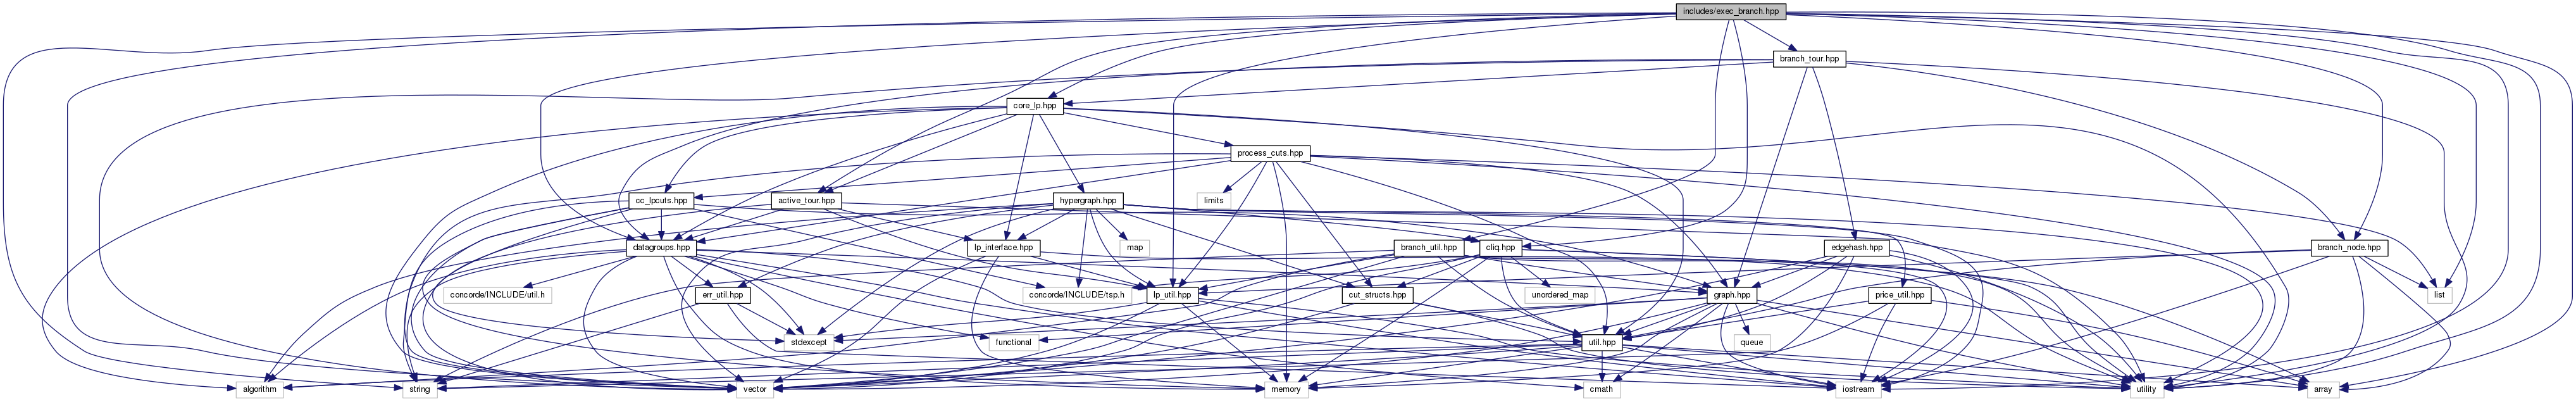 includes/exec_branch.hpp
branch_tour.hpp
core_lp.hpp
process_cuts.hpp
cc_lpcuts.hpp
active_tour.hpp
hypergraph.hpp
limits
datagroups.hpp
lp_interface.hpp
map
branch_util.hpp
cliq.hpp
edgehash.hpp
branch_node.hpp
concorde/INCLUDE/util.h
err_util.hpp
concorde/INCLUDE/tsp.h
lp_util.hpp
cut_structs.hpp
unordered_map
graph.hpp
price_util.hpp
list
stdexcept
functional
util.hpp
queue
algorithm
string
vector
memory
cmath
iostream
utility
array